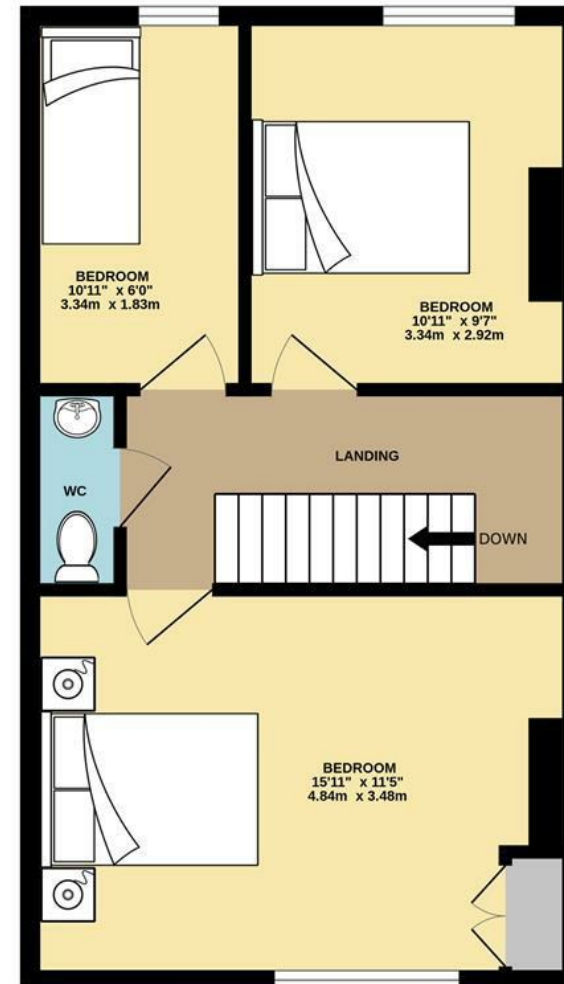 BEDROOM
10'11" x 6'0"
3.34m x 1.83m
BEDROOM
10'11" x 9'7"
3.34m x 2.92m
LANDING
WC
DOWN
BEDROOM
15'11" x 11'5"
4.84m x 3.48m